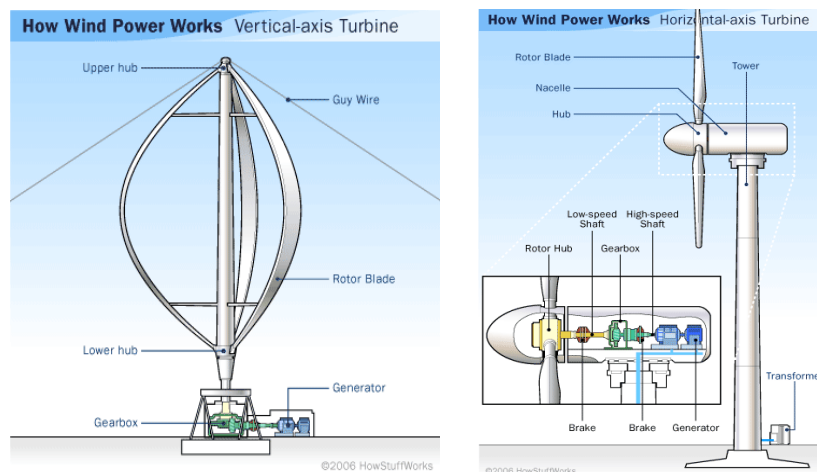 How Wind Power Works Vertical-axis Turbine
Upper hub
Guy Wire
Rotor Blade
Lower hub
Generator
Gearbox
©2006 HowStuffWorks
How Wind Power Works Horizontal-axis Turbine
Rotor Blade
Tower
Nacelle
Hub
Low-speed
Shaft
High-speed
Shaft
Rotor Hub
Gearbox
Transforme
Brake
Brake
Generator
©2006 HowStuffWorks